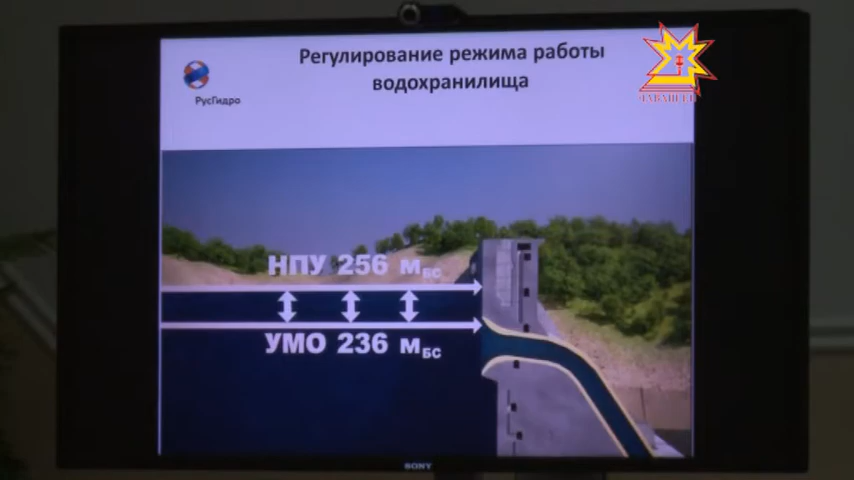 Регулирование режима работы
водохранилища
РусГидро
НПУ 256 мБС
УМО 236 мБС
SONY